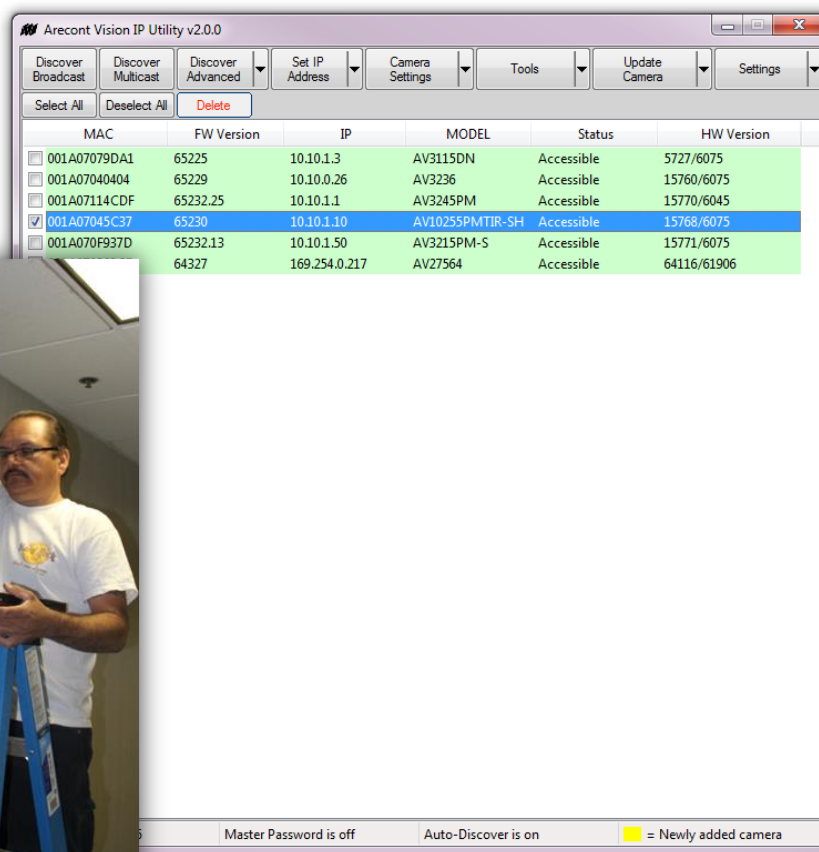 Arecont Vision IP Utility v2.0.0
Discover Broadcast
Discover Multicast
Discover Advanced
Set IP Address
Camera Settings
Tools
Update Camera
Settings
Select All Deselect All Delete
MAC FW Version IP MODEL Status HW Version
001A07079DA1 65225 10.10.1.3 AV3115DN Accessible 5727/6075
001A07040404 65229 10.10.0.26 AV3236 Accessible 15760/6075
001A07114CDF 65232.25 10.10.1.1 AV3245PM Accessible 15770/6045
001A07045C37 65230 10.10.1.10 AV10255PMTIR-SH Accessible 15768/6075
001A070F937D 65232.13 10.10.1.50 AV3215PM-S Accessible 15771/6075
64327 169.254.0.217 AV27564 Accessible 64116/61906
Master Password is off Auto-Discover is on = Newly added camera